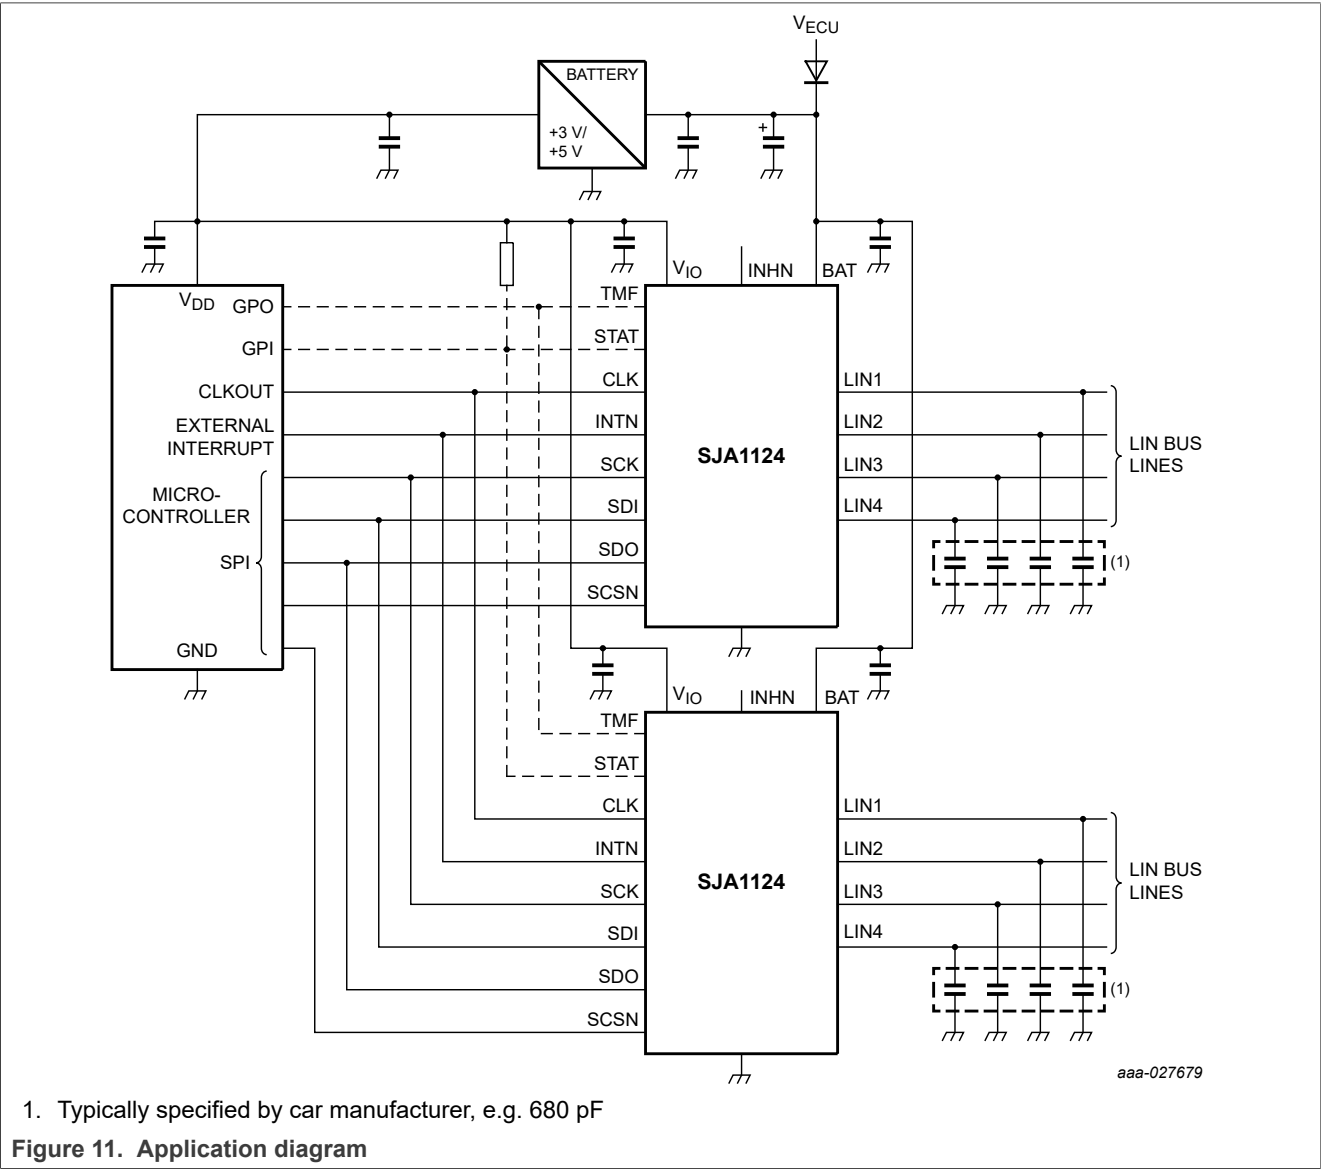 VECU
BATTERY
+3 V/
+5 V
+
VIO
INHN
BAT
VDD
GPO
TMF
GPI
STAT
CLKOUT
CLK
LIN1
EXTERNAL
INTERRUPT
INTN
LIN2
SJA1124
LIN BUS
LINES
SCK
LIN3
MICRO-
CONTROLLER
SDI
LIN4
SPI
SDO
(1)
SCSN
GND
VIO
INHN
BAT
TMF
STAT
CLK
LIN1
INTN
LIN2
LIN BUS
LINES
SJA1124
SCK
LIN3
SDI
LIN4
SDO
(1)
SCSN
aaa-027679
1. Typically specified by car manufacturer, e.g. 680 pF
Figure 11. Application diagram